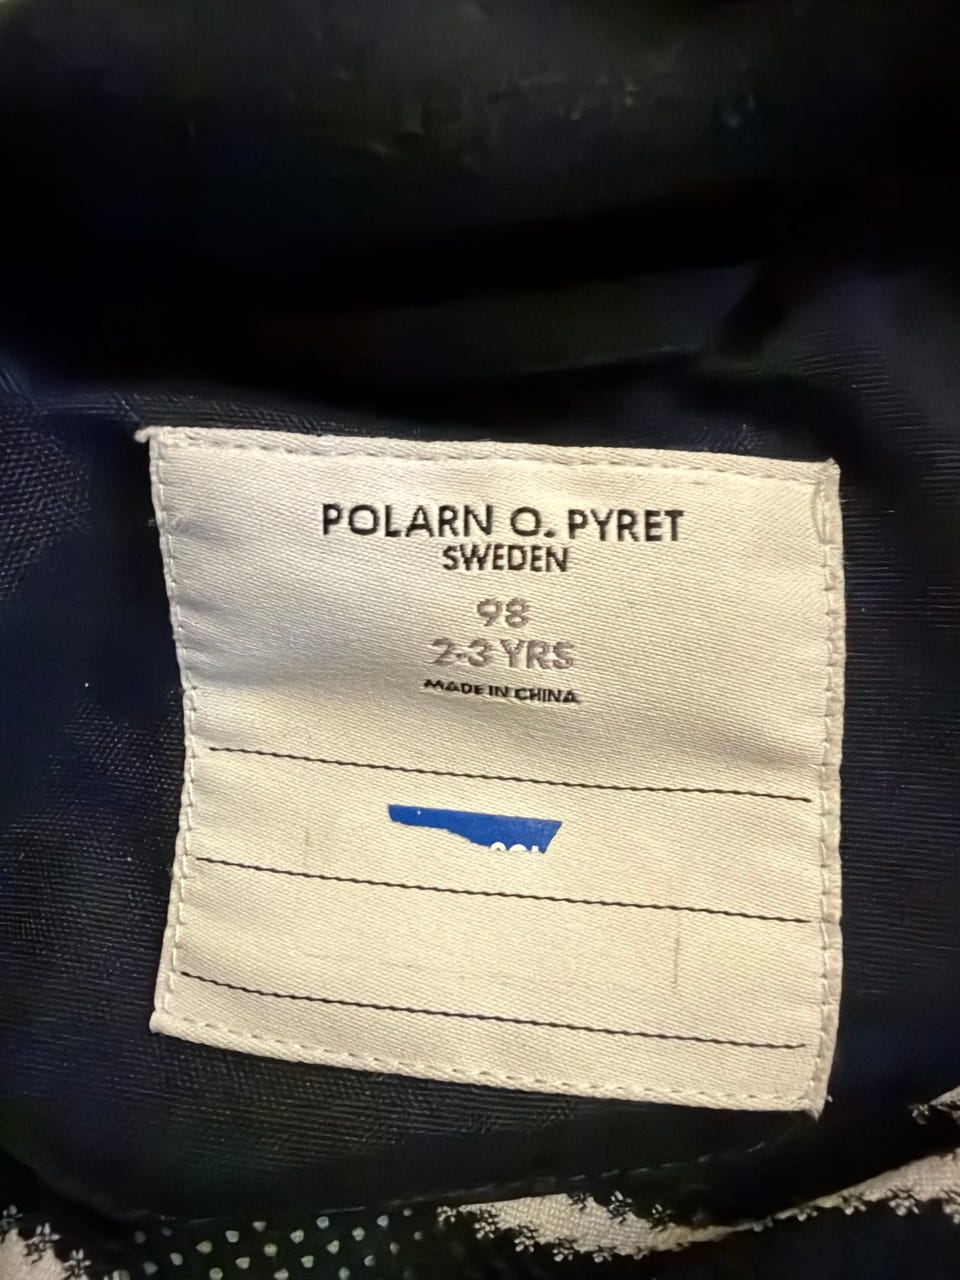 POLARN O. PYRET
SWEDEN
98
2-3 YRS
MADE IN CHINA